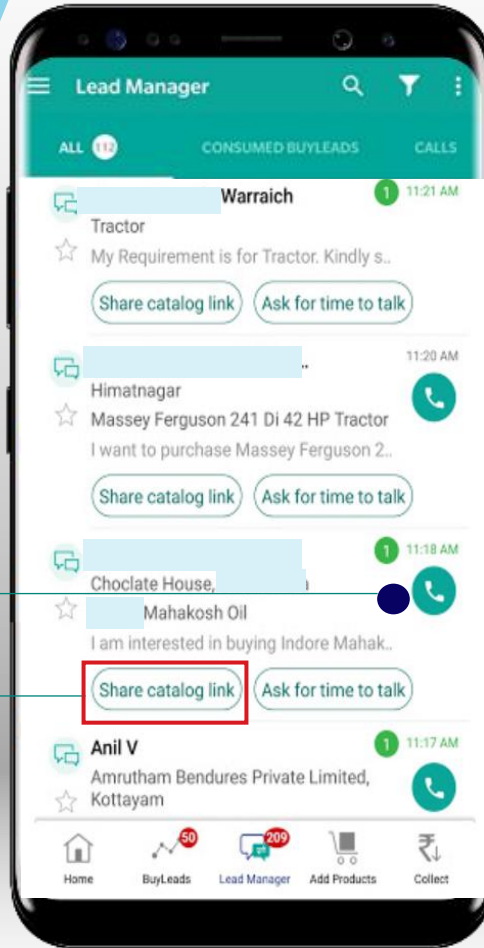 Lead Manager
ALL 112 CONSUMED BUYLEADS CALLS
Warraich 1 11:21 AM
Tractor
My Requirement is for Tractor. Kindly s..
Share catalog link Ask for time to talk
.. 11:20 AM
Himatnagar
Massey Ferguson 241 Di 42 HP Tractor
I want to purchase Massey Ferguson 2..
Share catalog link Ask for time to talk
1 11:18 AM
Choclate House,
Mahakosh Oil
I am interested in buying Indore Mahak..
Share catalog link Ask for time to talk
Anil V 1 11:17 AM
Amrutham Bendures Private Limited,
Kottayam
50 209
Home BuyLeads Lead Manager Add Products Collect